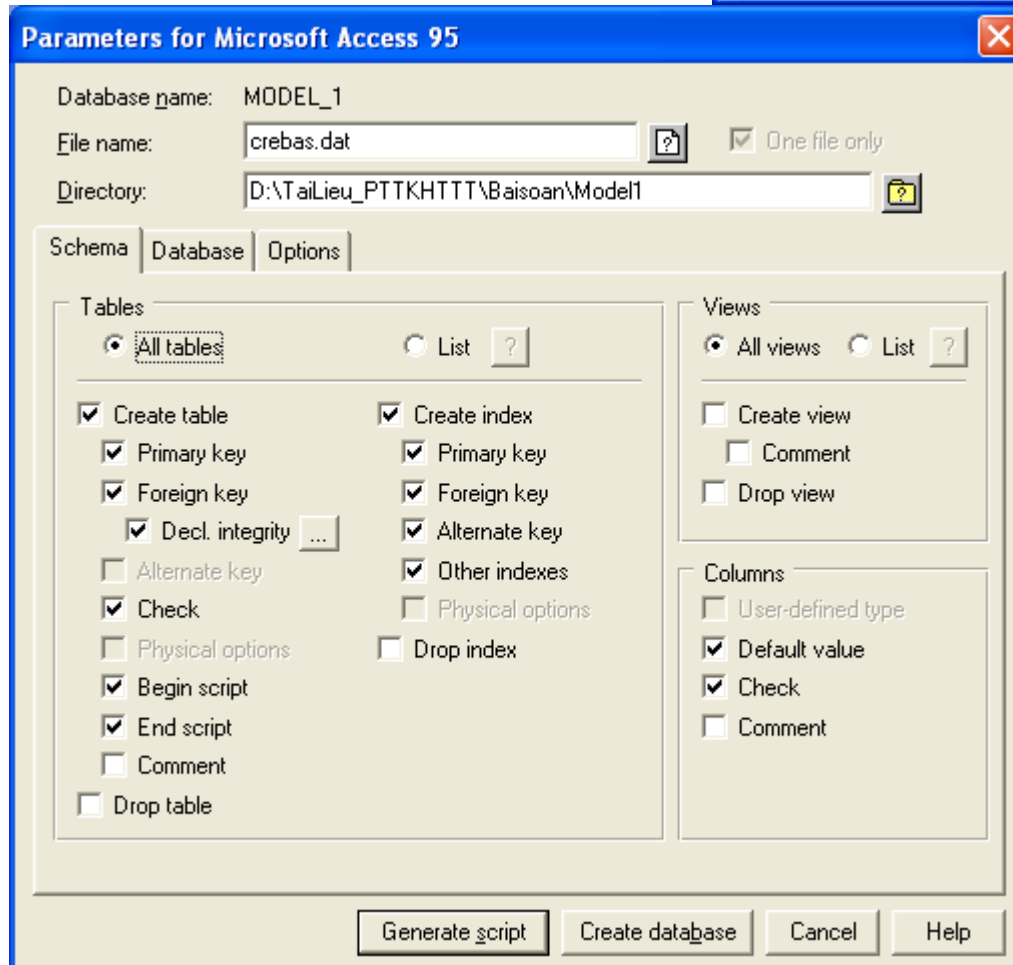 Parameters for Microsoft Access 95
Database name: MODEL_1
File name: crebas.dat ? One file only
Directory: D:\TaiLieu_PTTKHTTT\Baisoan\Model1 ?
Schema Database Options
Tables
All tables List ?
Create table Create index
Primary key Primary key
Foreign key Foreign key
Decl. integrity ... Alternate key
Alternate key Other indexes
Check Physical options
Physical options Drop index
Begin script
End script
Comment
Drop table
Views
All views List ?
Create view
Comment
Drop view
Columns
User-defined type
Default value
Check
Comment
Generate script Create database Cancel Help